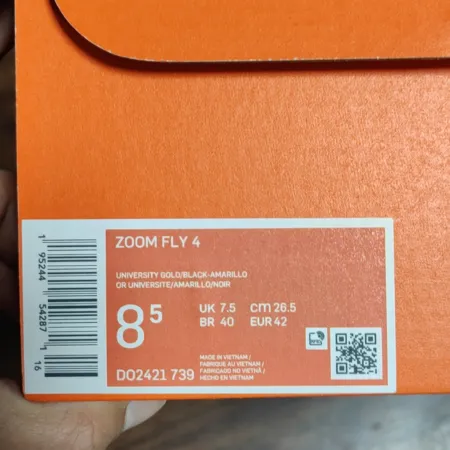 ZOOM FLY 4
UNIVERSITY GOLD/BLACK-AMARILLO
OR UNIVERSITE/AMARILLO/NOIR
8⁵
UK 7.5 CM 26.5
BR 40 EUR 42
DO2421 739
MADE IN VIETNAM /
FABRIQUÉ AU VIETNAM /
FABRICADO NO VIETNÃ /
HECHO EN VIETNAM
1 95244 54287 1
16